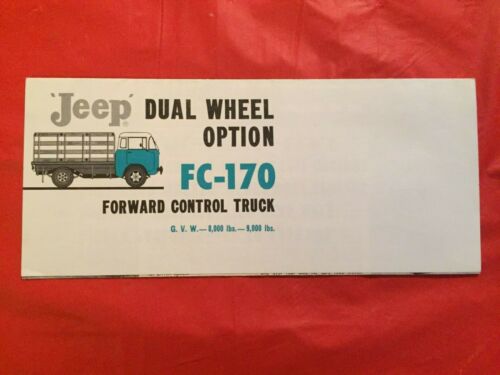 'Jeep'® DUAL WHEEL
OPTION
FC-170
FORWARD CONTROL TRUCK
G. V. W.—8,000 lbs.—9,000 lbs.